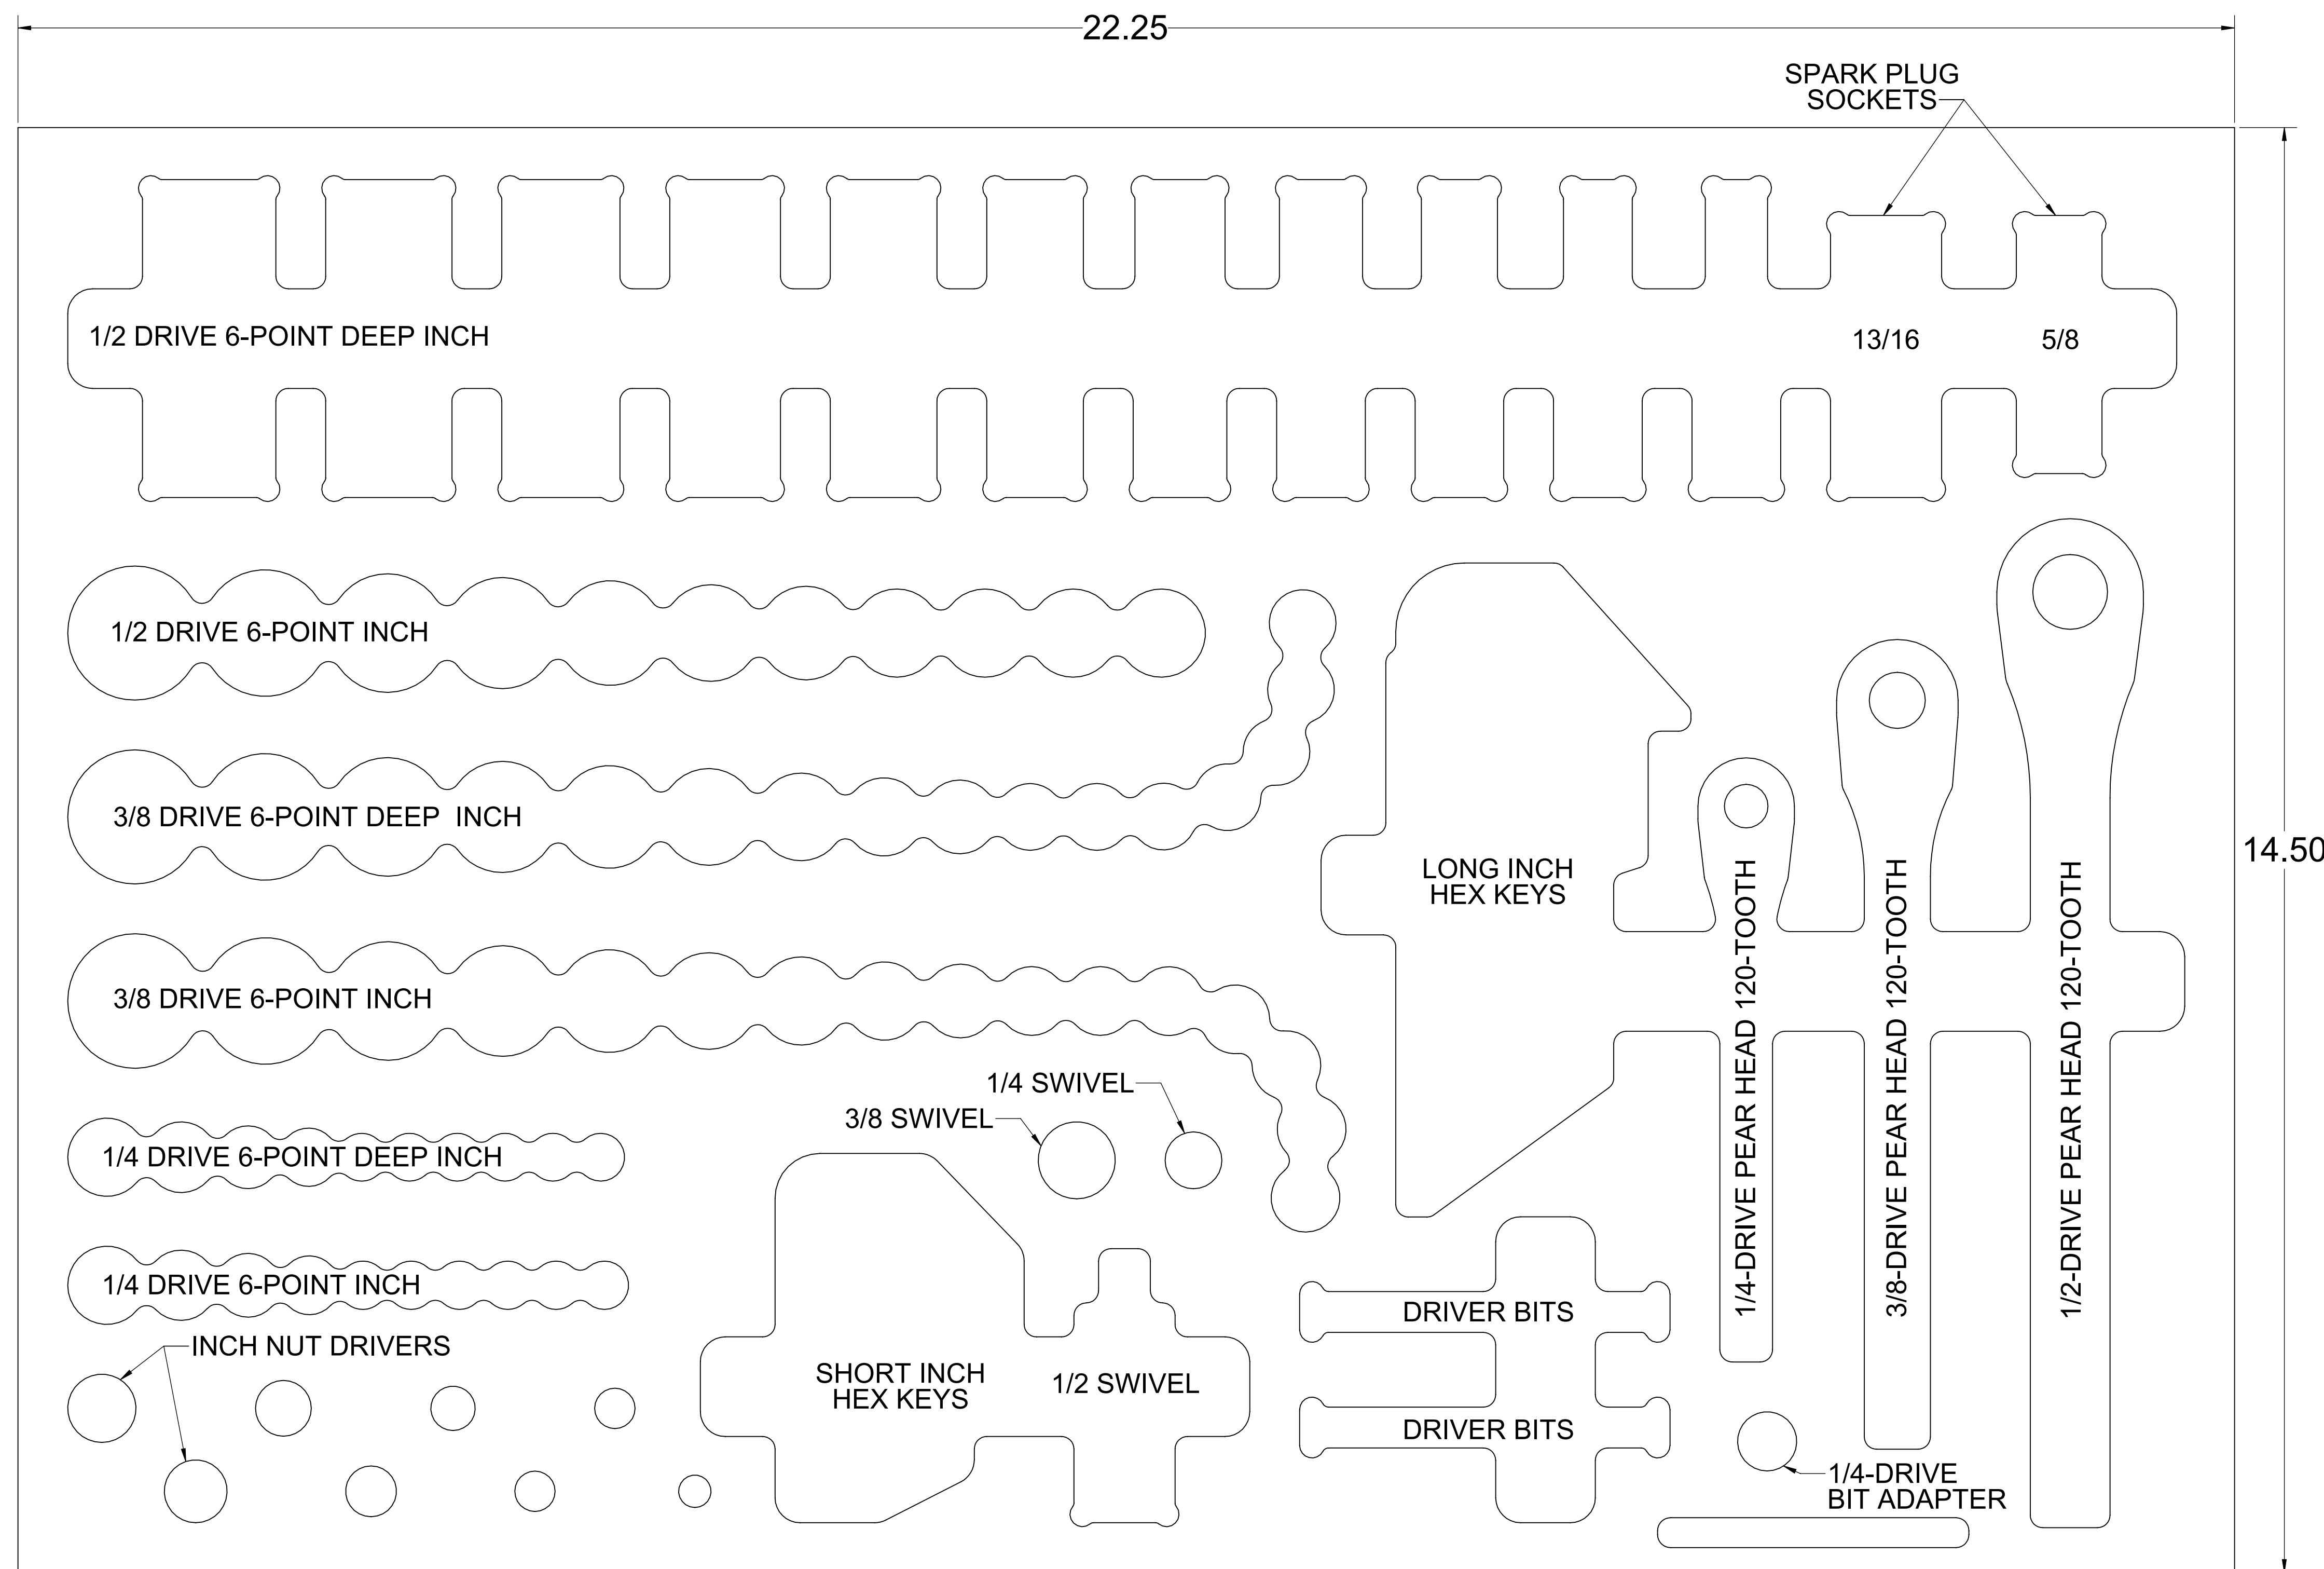 22.25
SPARK PLUG
SOCKETS
1/2 DRIVE 6-POINT DEEP INCH
13/16
5/8
1/2 DRIVE 6-POINT INCH
3/8 DRIVE 6-POINT DEEP  INCH
14.50
LONG INCH
HEX KEYS
3/8 DRIVE 6-POINT INCH
1/4-DRIVE PEAR HEAD 120-TOOTH
3/8-DRIVE PEAR HEAD 120-TOOTH
1/2-DRIVE PEAR HEAD 120-TOOTH
1/4 SWIVEL
3/8 SWIVEL
1/4 DRIVE 6-POINT DEEP INCH
1/4 DRIVE 6-POINT INCH
DRIVER BITS
INCH NUT DRIVERS
SHORT INCH
HEX KEYS
1/2 SWIVEL
DRIVER BITS
1/4-DRIVE
BIT ADAPTER